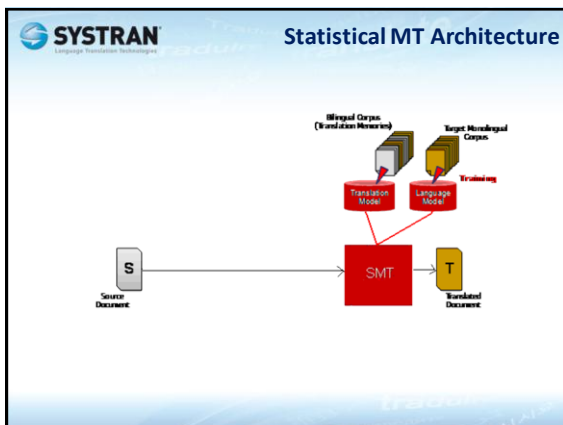 SYSTRAN
Language Translation Technologies
Statistical MT Architecture
Bilingual Corpus
(Translation Memories)
Target Monolingual
Corpus
Training
Translation
Model
Language
Model
S
SMT
T
Source
Document
Translated
Document